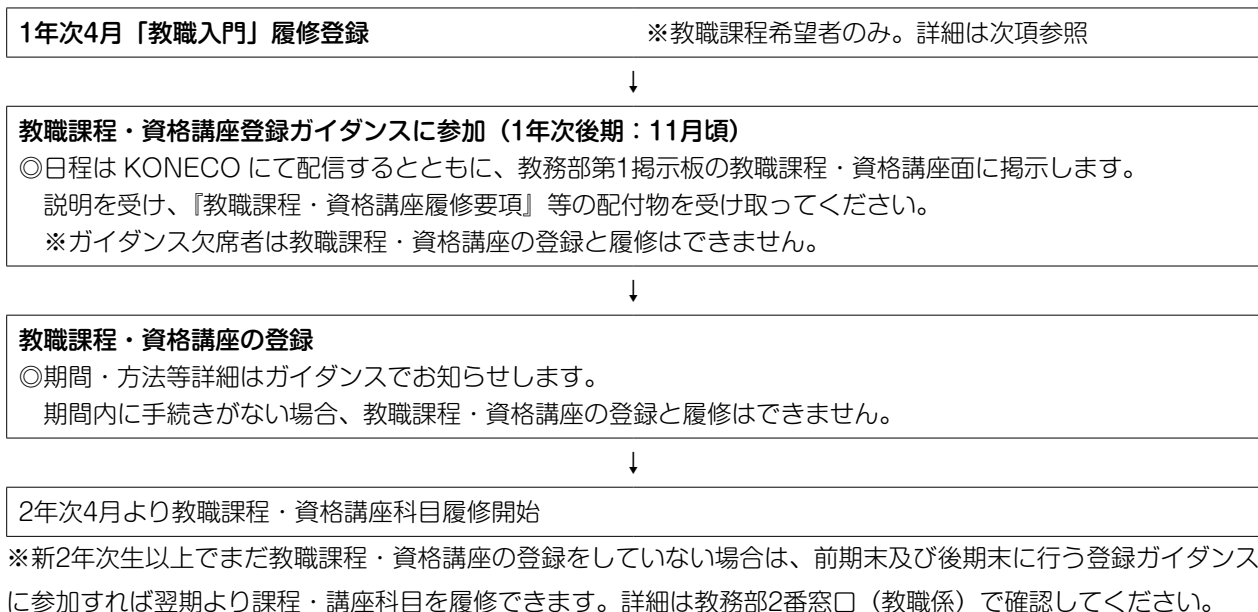 1年次4月「教職入門」履修登録　※教職課程希望者のみ。詳細は次項参照
↓
教職課程・資格講座登録ガイダンスに参加（1年次後期：11月頃）
◎日程は KONECO にて配信するとともに、教務部第1掲示板の教職課程・資格講座面に掲示します。
説明を受け、『教職課程・資格講座履修要項』等の配付物を受け取ってください。
※ガイダンス欠席者は教職課程・資格講座の登録と履修はできません。
↓
教職課程・資格講座の登録
◎期間・方法等詳細はガイダンスでお知らせします。
期間内に手続きがない場合、教職課程・資格講座の登録と履修はできません。
↓
2年次4月より教職課程・資格講座科目履修開始
※新2年次生以上でまだ教職課程・資格講座の登録をしていない場合は、前期末及び後期末に行う登録ガイダンス
に参加すれば翌期より課程・講座科目を履修できます。詳細は教務部2番窓口（教職係）で確認してください。